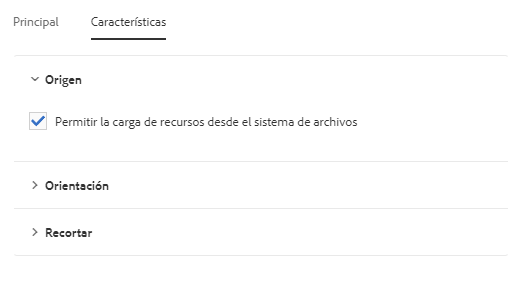 Principal Características
Origen
Permitir la carga de recursos desde el sistema de archivos
Orientación
Recortar